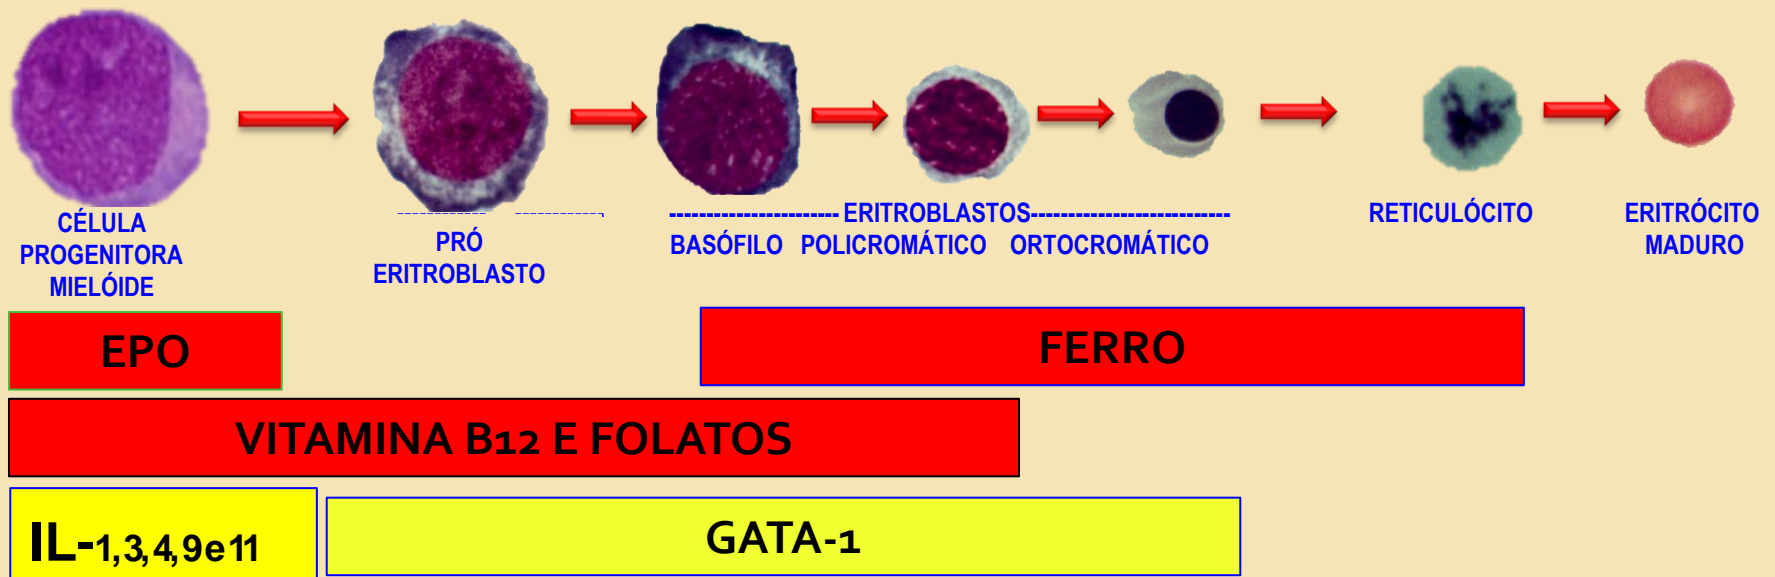 CÉLULA
PROGENITORA
MIELÓIDE
PRÓ
ERITROBLASTO
----------------------- ERITROBLASTOS---------------------------
BASÓFILO POLICROMÁTICO ORTOCROMÁTICO
RETICULÓCITO
ERITRÓCITO
MADURO
EPO
FERRO
VITAMINA B12 E FOLATOS
IL-1,3,4,9e11
GATA-1